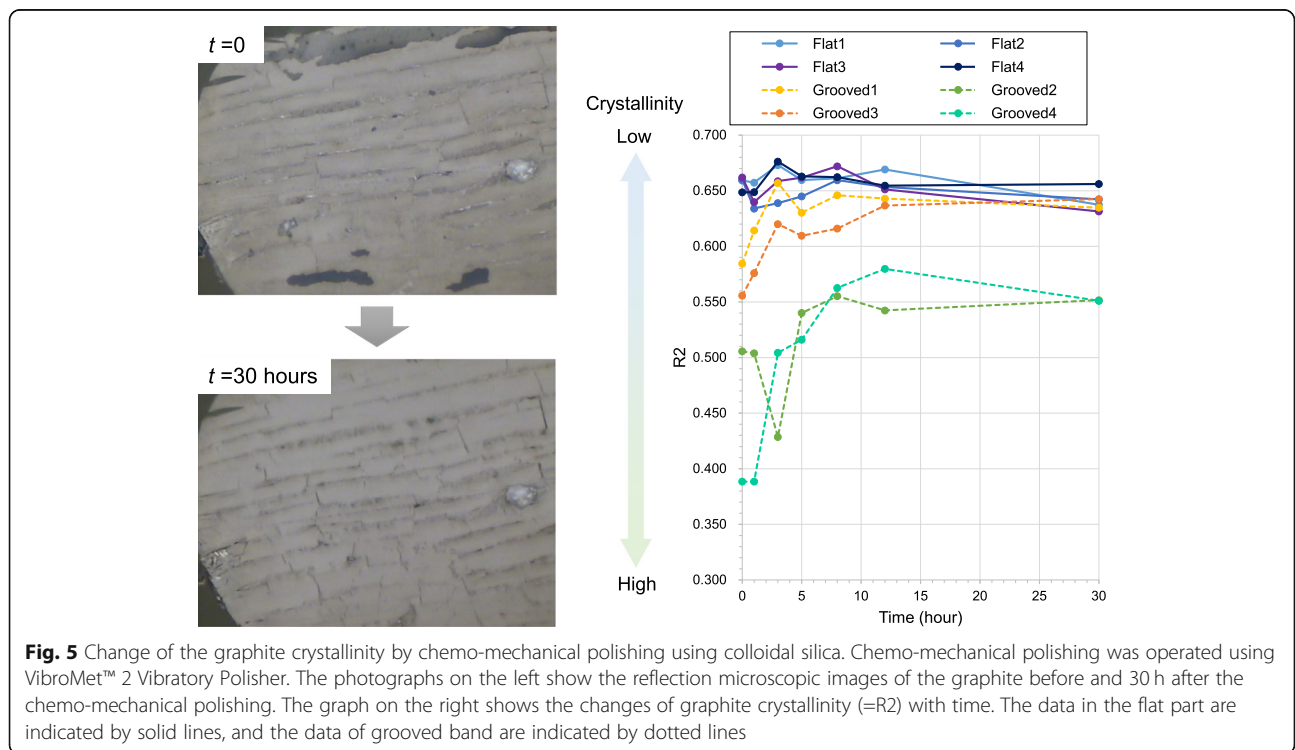 t =0
t =30 hours
Crystallinity
Low
High
Flat1
Flat2
Flat3
Flat4
Grooved1
Grooved2
Grooved3
Grooved4
0.700
0.650
0.600
0.550
0.500
0.450
0.400
0.350
0.300
R2
0 5 10 15 20 25 30
Time (hour)
Fig. 5 Change of the graphite crystallinity by chemo-mechanical polishing using colloidal silica. Chemo-mechanical polishing was operated using
VibroMet™ 2 Vibratory Polisher. The photographs on the left show the reflection microscopic images of the graphite before and 30 h after the
chemo-mechanical polishing. The graph on the right shows the changes of graphite crystallinity (=R2) with time. The data in the flat part are
indicated by solid lines, and the data of grooved band are indicated by dotted lines